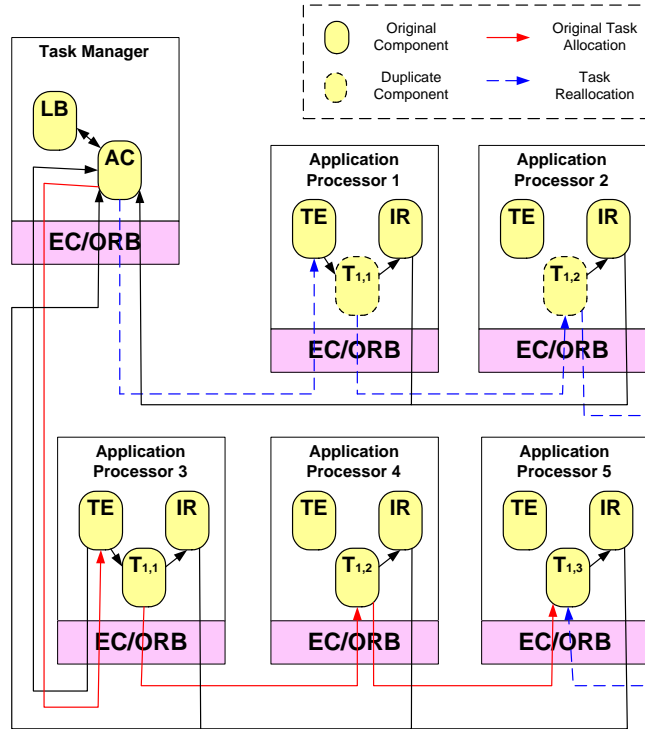 Original
Component
Original Task
Allocation
Duplicate
Component
Task
Reallocation
Task Manager
LB
AC
EC/ORB
Application
Processor 1
TE
IR
T1,1
EC/ORB
Application
Processor 2
TE
IR
T1,2
EC/ORB
Application
Processor 3
TE
IR
T1,1
EC/ORB
Application
Processor 4
TE
IR
T1,2
EC/ORB
Application
Processor 5
TE
IR
T1,3
EC/ORB